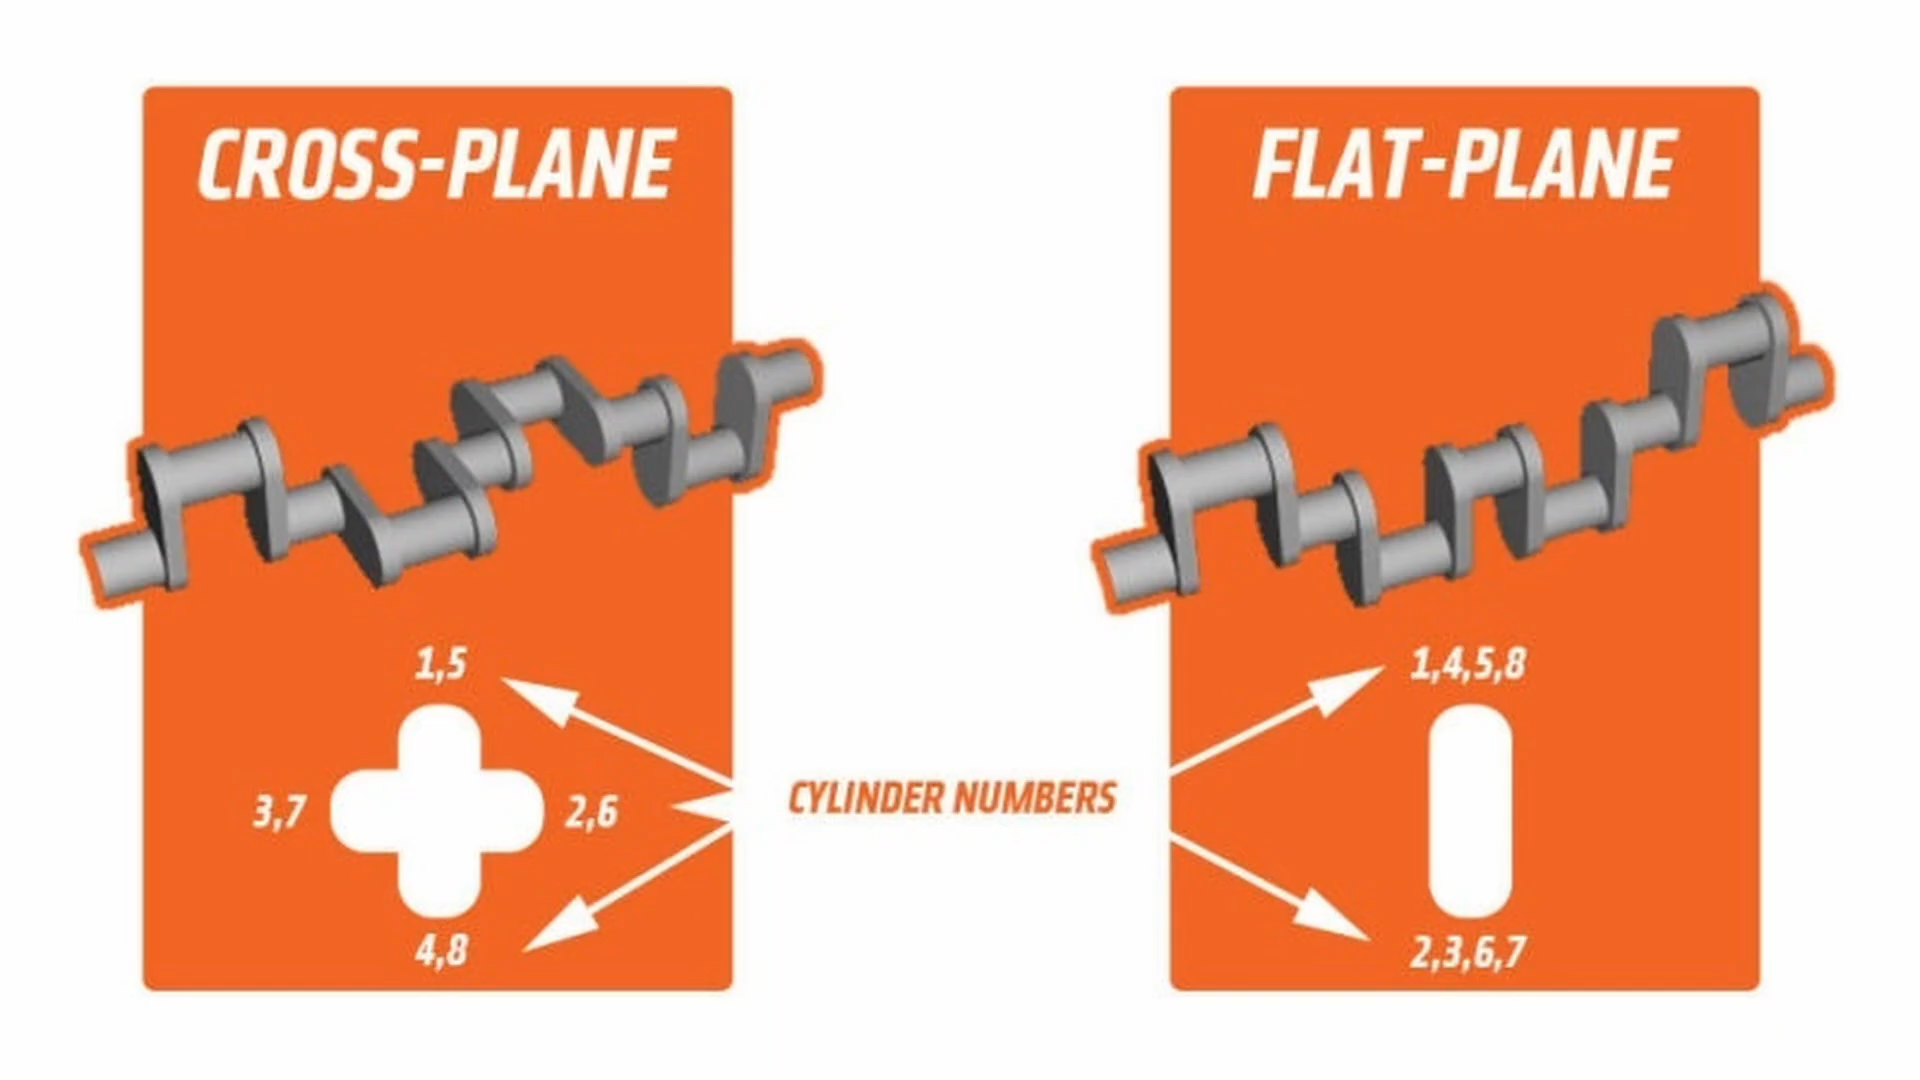 CROSS-PLANE
1,5
3,7
2,6
4,8
CYLINDER NUMBERS
FLAT-PLANE
1,4,5,8
2,3,6,7